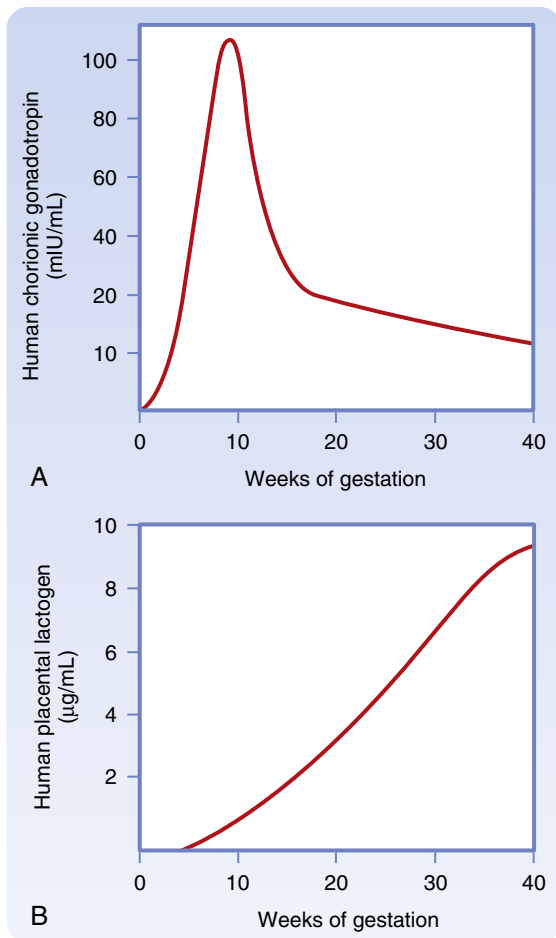 Human chorionic gonadotropin
(mIU/mL)
100
80
60
40
20
10
0 10 20 30 40
Weeks of gestation
A
Human placental lactogen
(μg/mL)
10
8
6
4
2
0 10 20 30 40
Weeks of gestation
B